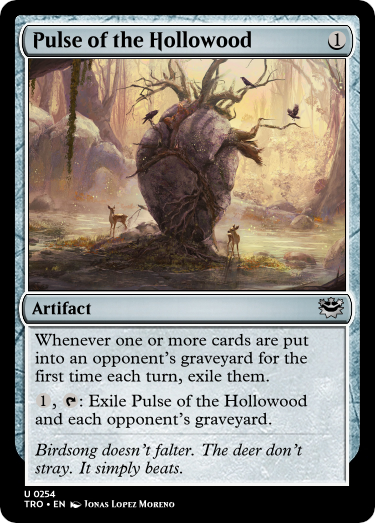 Pulse of the Hollowood 1
Artifact
Whenever one or more cards are put
into an opponent's graveyard for the
first time each turn, exile them.
1 , : Exile Pulse of the Hollowood
and each opponent's graveyard.
Birdsong doesn't falter. The deer don't
stray. It simply beats.
U 0254
TRO • EN Jonas Lopez Moreno